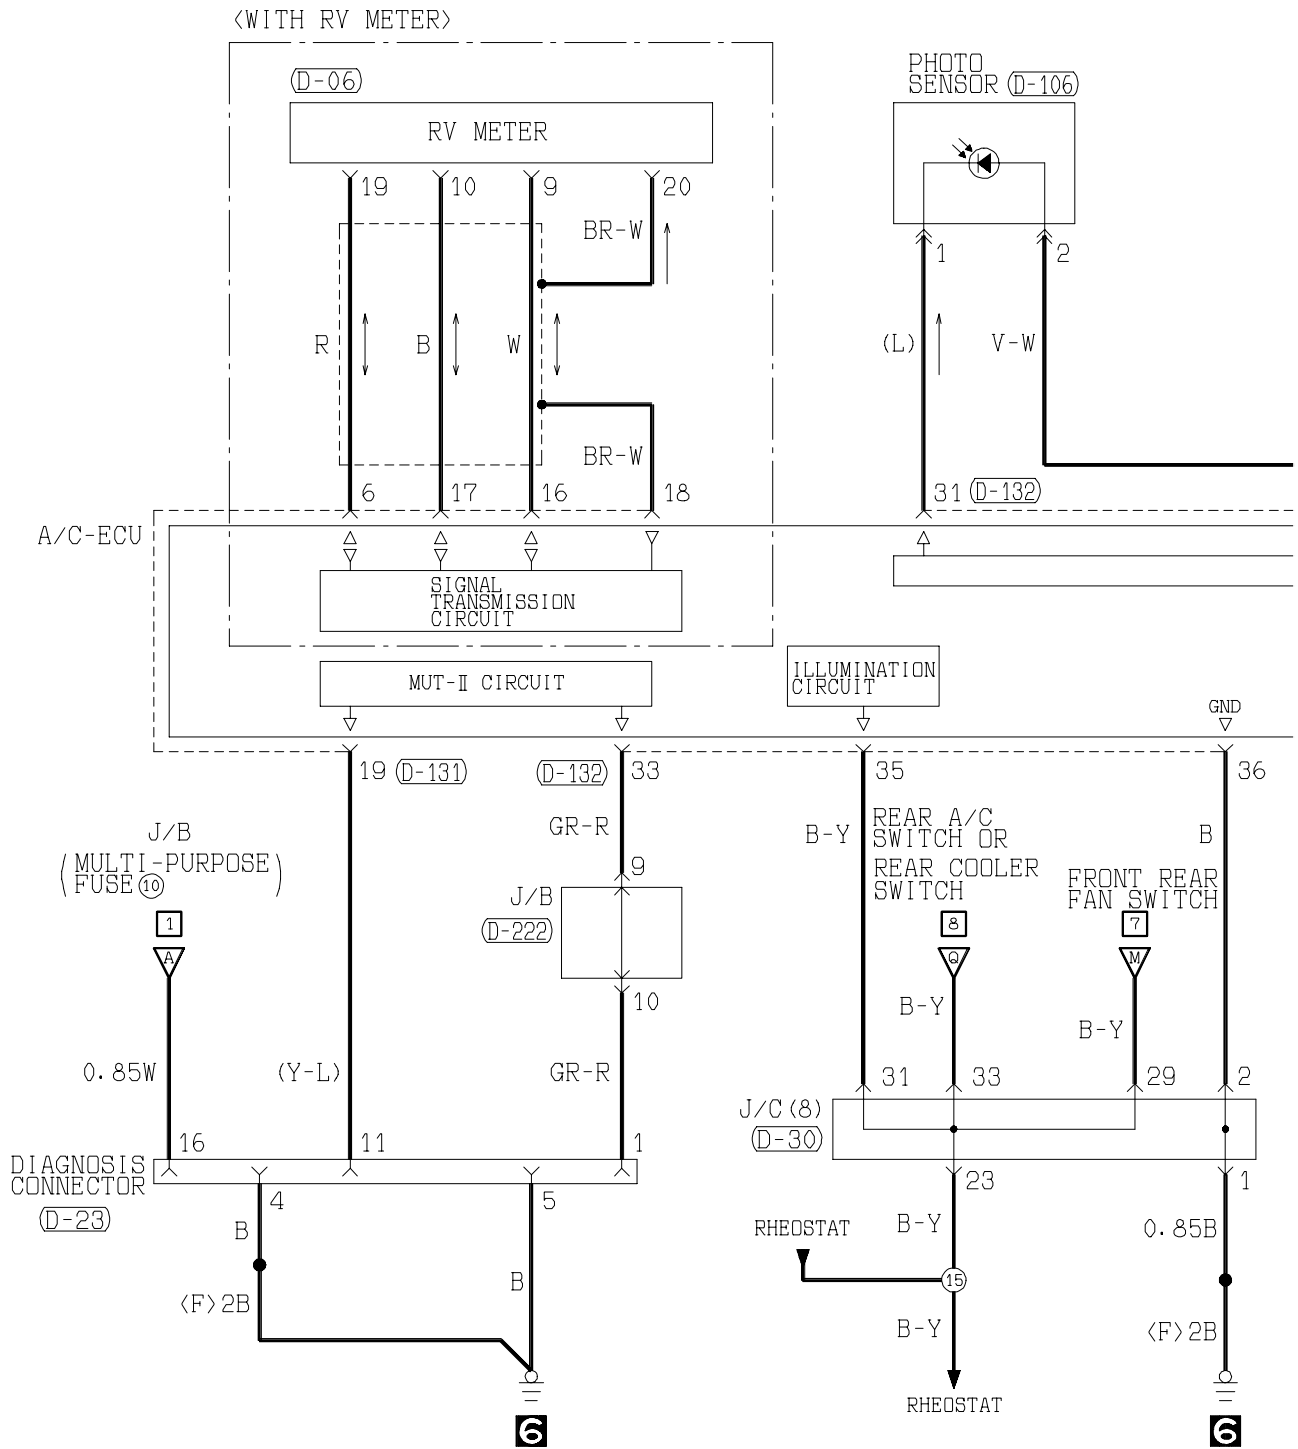 <WITH RV METER>
(D-06)
RV METER
19 10 9 20
BR-W
R B W
BR-W
6 17 16 18
PHOTO
SENSOR (D-106)
1 2
(L) V-W
31 (D-132)
A/C-ECU
SIGNAL
TRANSMISSION
CIRCUIT
MUT-Ⅱ CIRCUIT
ILLUMINATION
CIRCUIT
GND
19 (D-131)
(D-132) 33
35
36
GR-R
B-Y
B
J/B
(MULTI-PURPOSE
FUSE⑩)
1
A
0.85W
(Y-L)
9
J/B
(D-222)
10
GR-R
REAR A/C
SWITCH OR
REAR COOLER
SWITCH
8
Q
B-Y
FRONT REAR
FAN SWITCH
7
M
B-Y
31 33 29 2
J/C(8)
(D-30)
23 1
16 11 1
DIAGNOSIS
CONNECTOR
(D-23)
4 5
B
<F>2B
B
6
RHEOSTAT
B-Y
15
B-Y
RHEOSTAT
0.85B
<F>2B
6